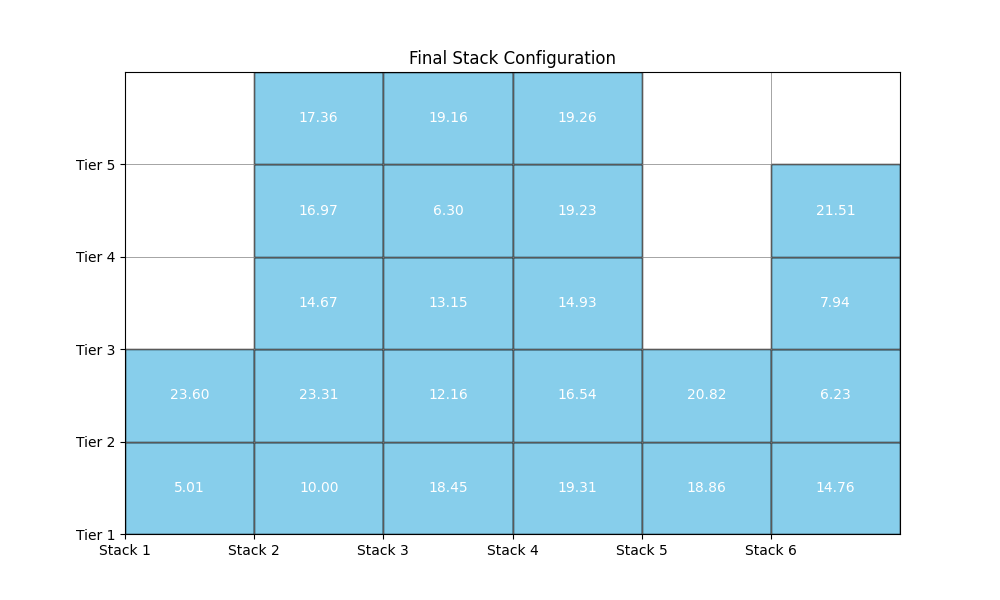 Final Stack Configuration
17.36 19.16 19.26
Tier 5
16.97 6.30 19.23 21.51
Tier 4
14.67 13.15 14.93 7.94
Tier 3
23.60 23.31 12.16 16.54 20.82 6.23
Tier 2
5.01 10.00 18.45 19.31 18.86 14.76
Tier 1
Stack 1 Stack 2 Stack 3 Stack 4 Stack 5 Stack 6